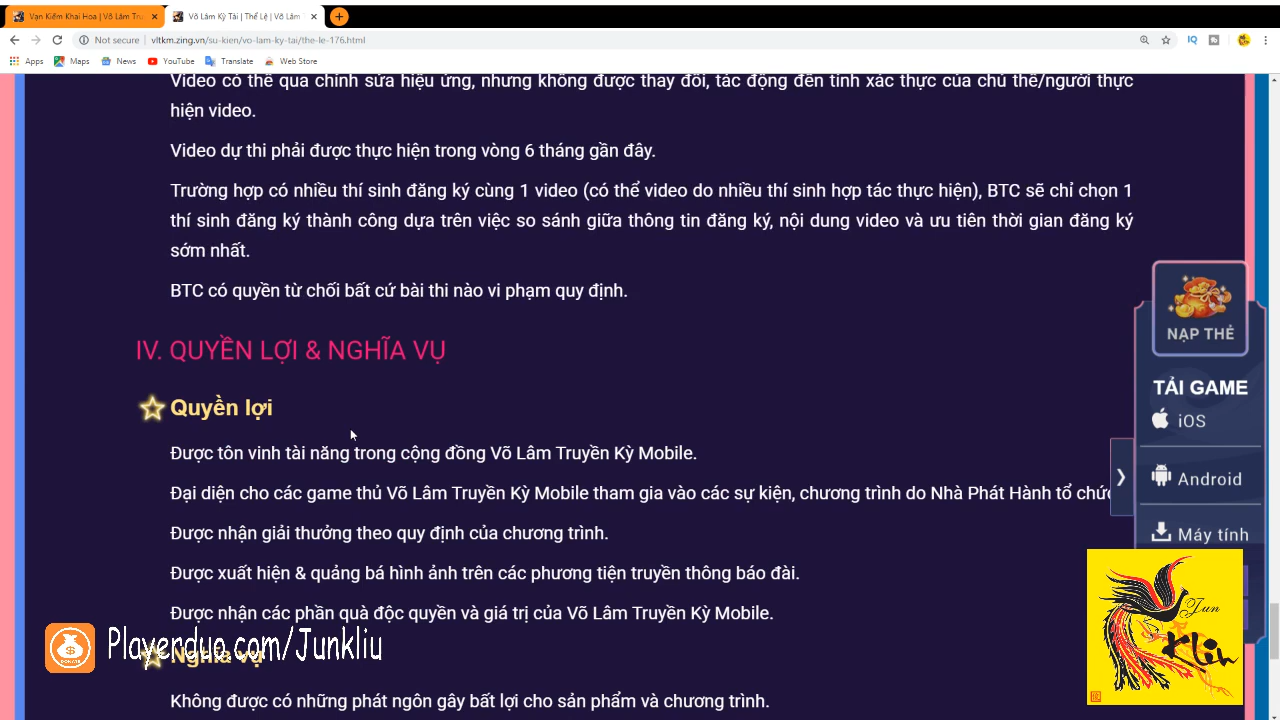 Vạn Kiếm Khai Hoa | Võ Lâm Tru
Võ Lâm Kỳ Tài | Thể Lệ | Võ Lâm
Not secure | vltkm.zing.vn/su-kien/vo-lam-ky-tai/the-le-176.html
IQ
Apps Maps News YouTube Translate Web Store
Video có thể qua chỉnh sửa hiệu ứng, nhưng không được thay đổi, tác động đến tính xác thực của chủ thể/người thực
hiện video.
Video dự thi phải được thực hiện trong vòng 6 tháng gần đây.
Trường hợp có nhiều thí sinh đăng ký cùng 1 video (có thể video do nhiều thí sinh hợp tác thực hiện), BTC sẽ chỉ chọn 1
thí sinh đăng ký thành công dựa trên việc so sánh giữa thông tin đăng ký, nội dung video và ưu tiên thời gian đăng ký
sớm nhất.
BTC có quyền từ chối bất cứ bài thi nào vi phạm quy định.
IV. QUYỀN LỢI & NGHĨA VỤ
Quyền lợi
Được tôn vinh tài năng trong cộng đồng Võ Lâm Truyền Kỳ Mobile.
Đại diện cho các game thủ Võ Lâm Truyền Kỳ Mobile tham gia vào các sự kiện, chương trình do Nhà Phát Hành tổ chức
Được nhận giải thưởng theo quy định của chương trình.
Được xuất hiện & quảng bá hình ảnh trên các phương tiện truyền thông báo đài.
Được nhận các phần quà độc quyền và giá trị của Võ Lâm Truyền Kỳ Mobile.
Nghĩa vụ
Không được có những phát ngôn gây bất lợi cho sản phẩm và chương trình.
NẠP THẺ
TẢI GAME
iOS
Android
Máy tính
DONATE
Playerduo.com/Junkliu
Jun
Kliu